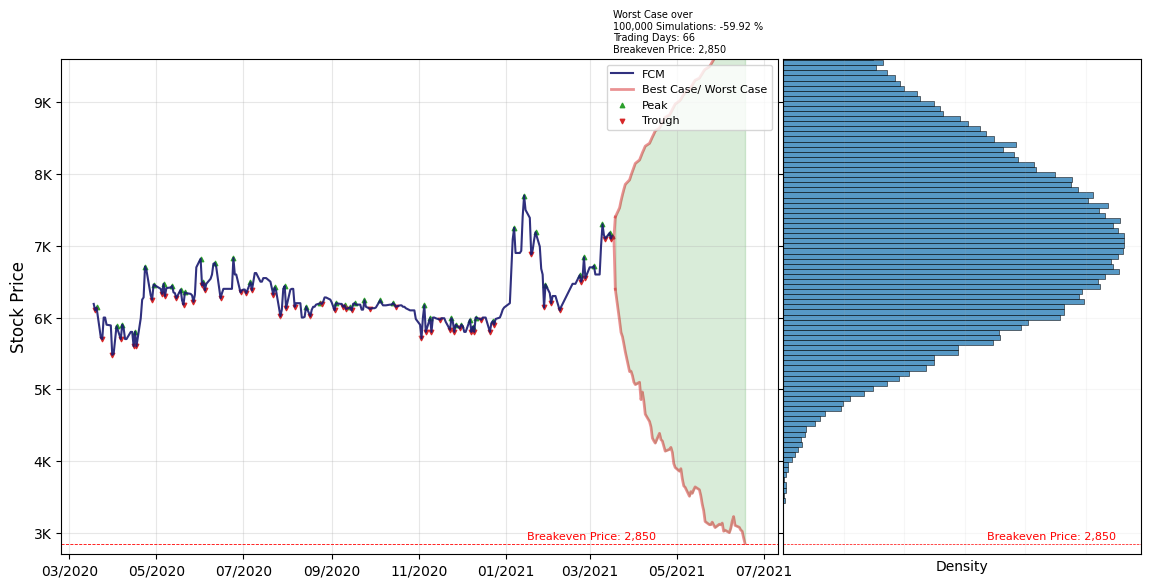 Worst Case over
100,000 Simulations: -59.92 %
Trading Days: 66
Breakeven Price: 2,850
FCM
Best Case/ Worst Case
Peak
Trough
Stock Price
9K
8K
7K
6K
5K
4K
3K
Breakeven Price: 2,850
Breakeven Price: 2,850
03/2020 05/2020 07/2020 09/2020 11/2020 01/2021 03/2021 05/2021 07/2021
Density